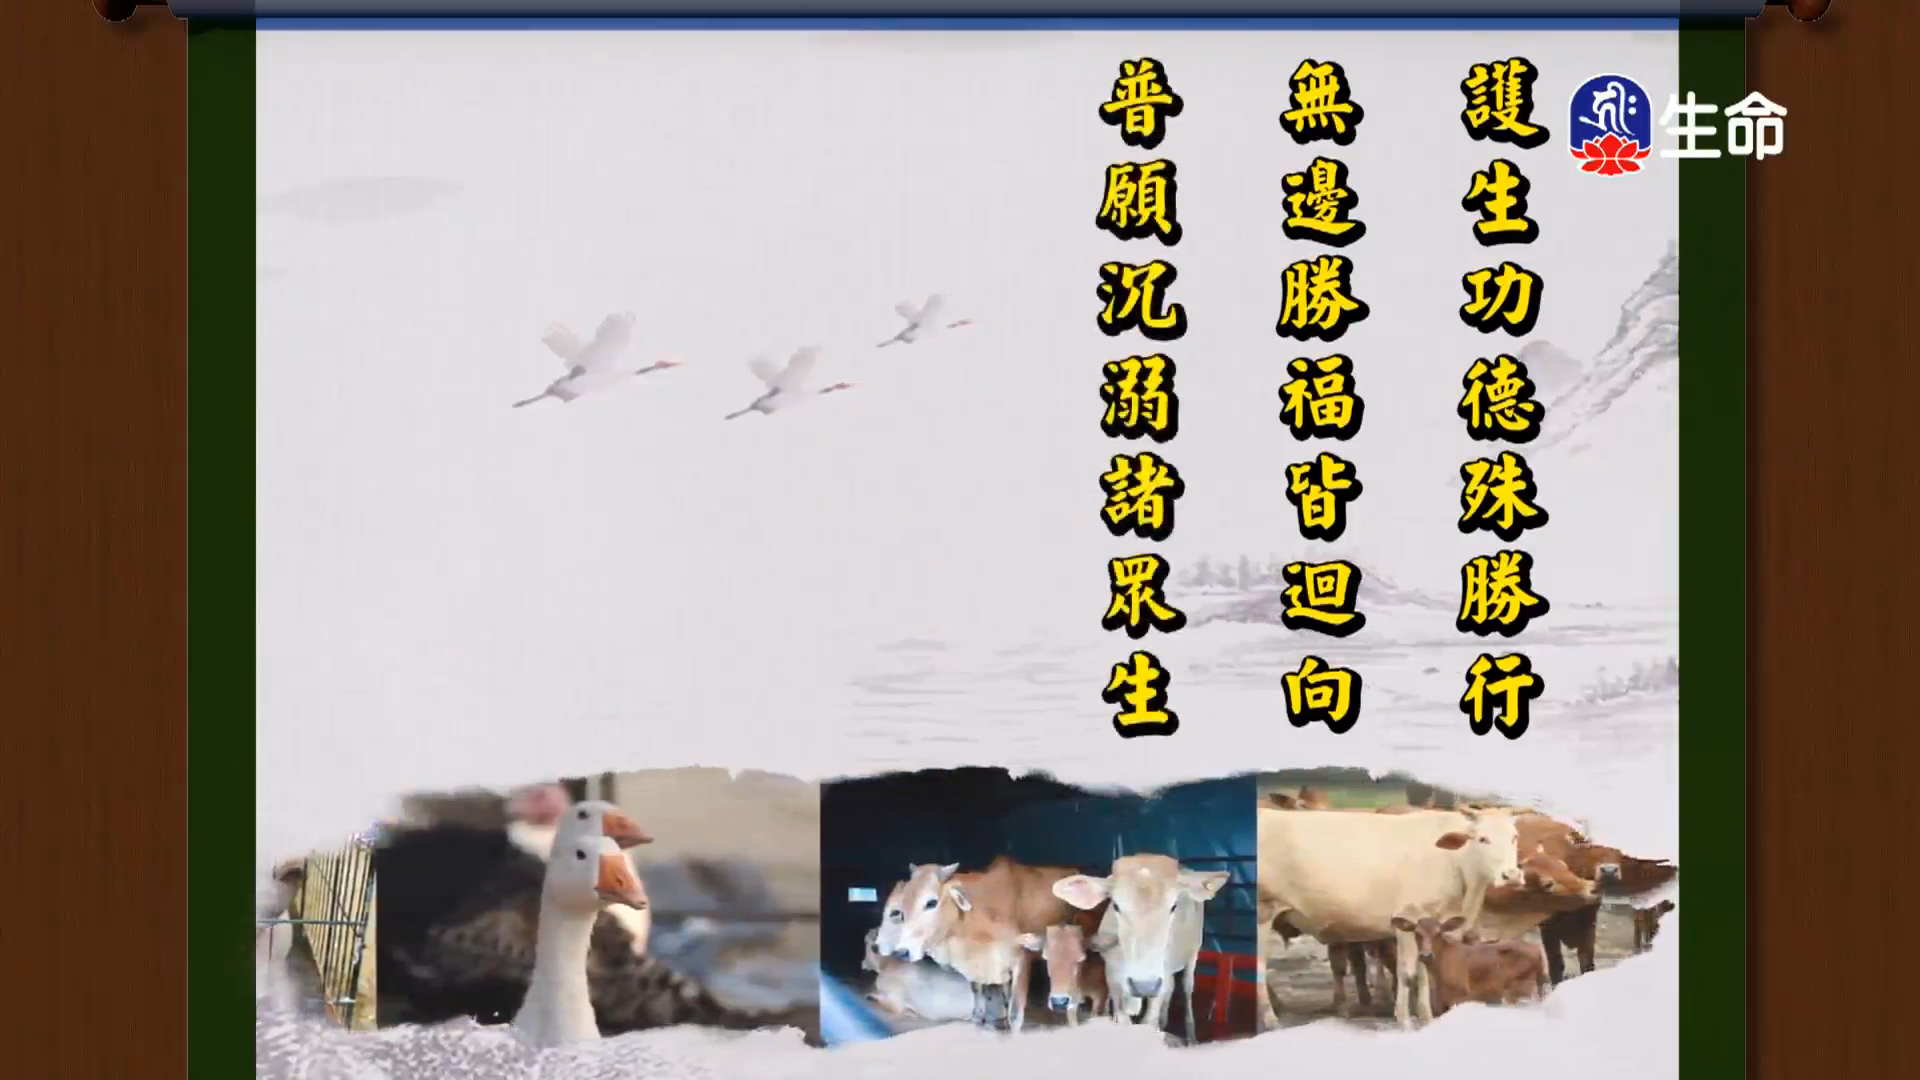 護生功德殊勝行
無邊勝福皆迴向
普願沉溺諸眾生
生命